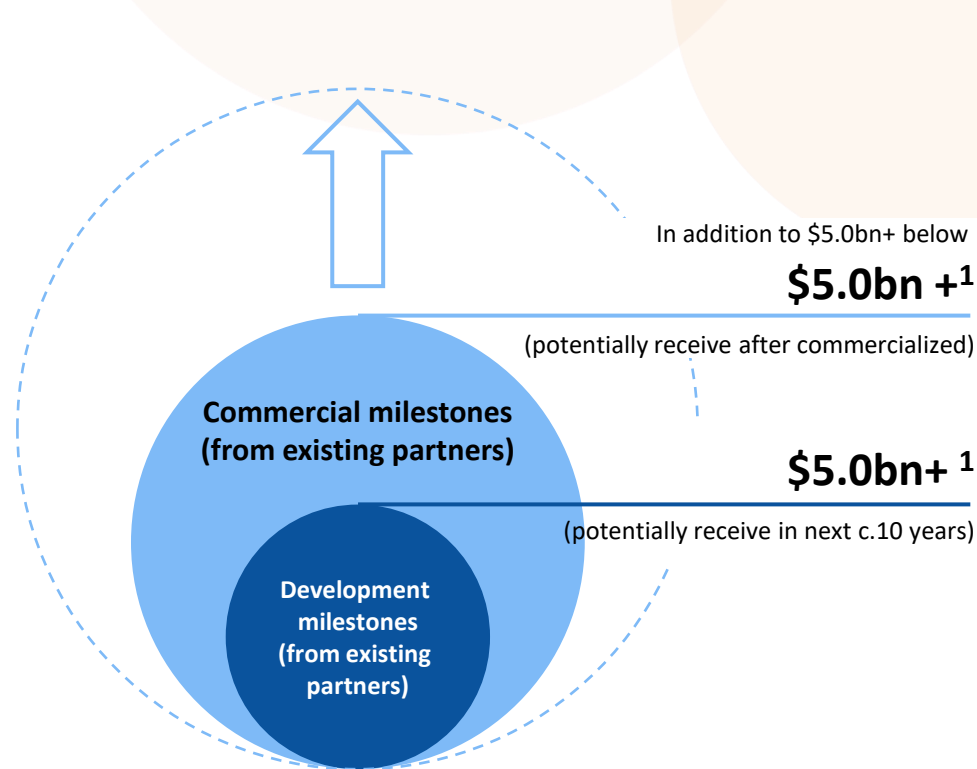 In addition to $5.0bn+ below
$5.0bn +1
(potentially receive after commercialized)
Commercial milestones
(from existing partners)
$5.0bn+ 1
(potentially receive in next c.10 years)
Development
milestones
(from existing
partners)